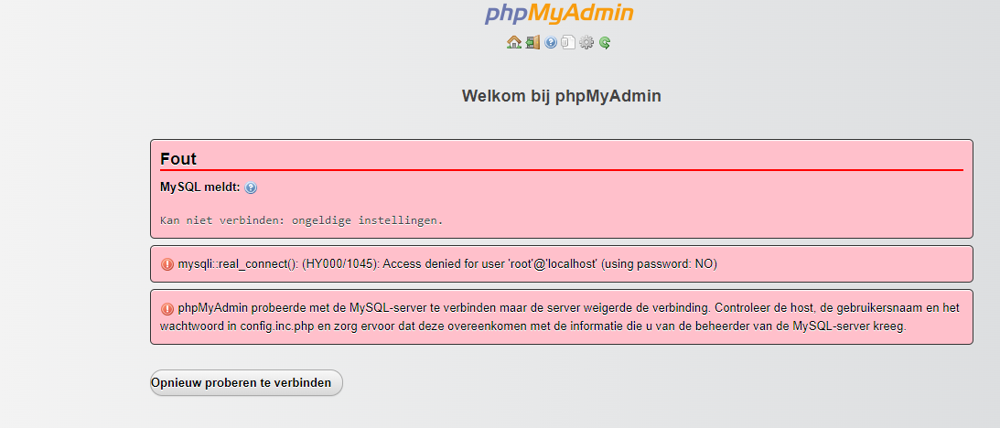 phpMyAdmin
Welkom bij phpMyAdmin
Fout
MySQL meldt:
Kan niet verbinden: ongeldige instellingen.
mysqli::real_connect(): (HY000/1045): Access denied for user 'root'@'localhost' (using password: NO)
phpMyAdmin probeerde met de MySQL-server te verbinden maar de server weigerde de verbinding. Controleer de host, de gebruikersnaam en het
wachtwoord in config.inc.php en zorg ervoor dat deze overeenkomen met de informatie die u van de beheerder van de MySQL-server kreeg.
Opnieuw proberen te verbinden